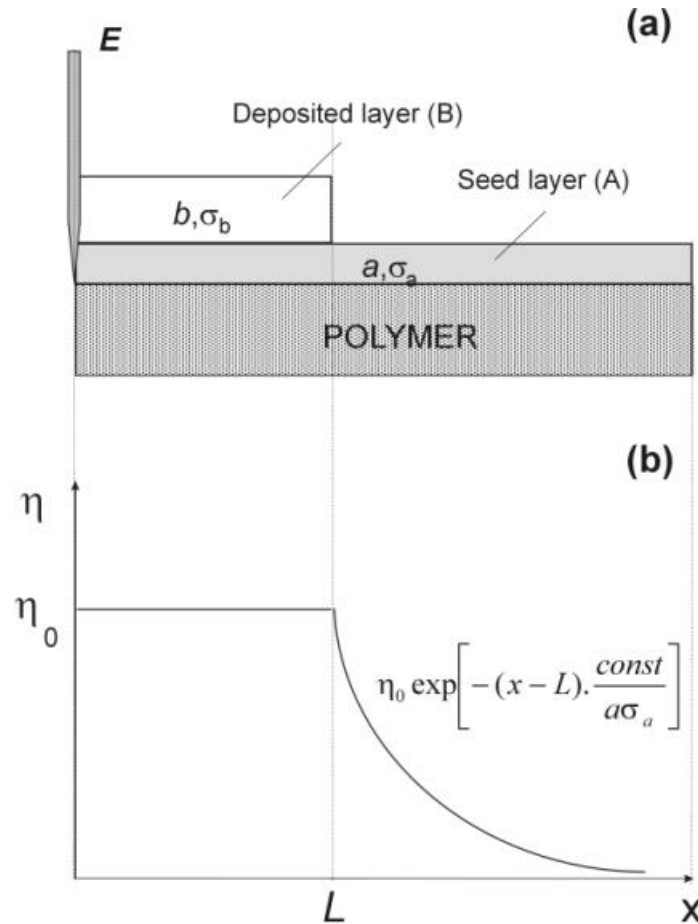 E
(a)
Deposited layer (B)
Seed layer (A)
b,σb
a,σa
POLYMER
(b)
η
η0
η0 exp[-(x-L).const/aσa]
L
x